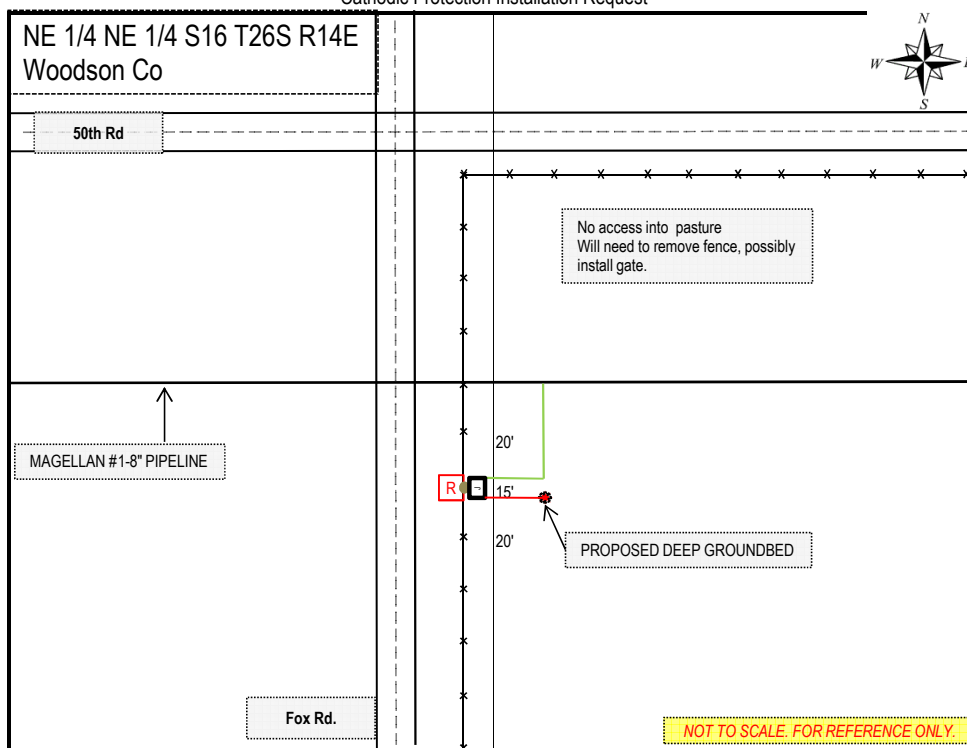 Cathodic Protection Installation Request
NE 1/4 NE 1/4 S16 T26S R14E
Woodson Co
N
W
S
50th Rd
No access into pasture
Will need to remove fence, possibly
install gate.
MAGELLAN #1-8" PIPELINE
20'
R
15'
20'
PROPOSED DEEP GROUNDBED
Fox Rd.
NOT TO SCALE. FOR REFERENCE ONLY.